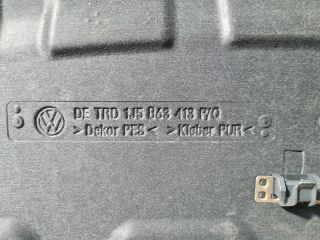 DE TRD 1J5 863 413 P/Q
>Dekor PES< >Kleber PUR<